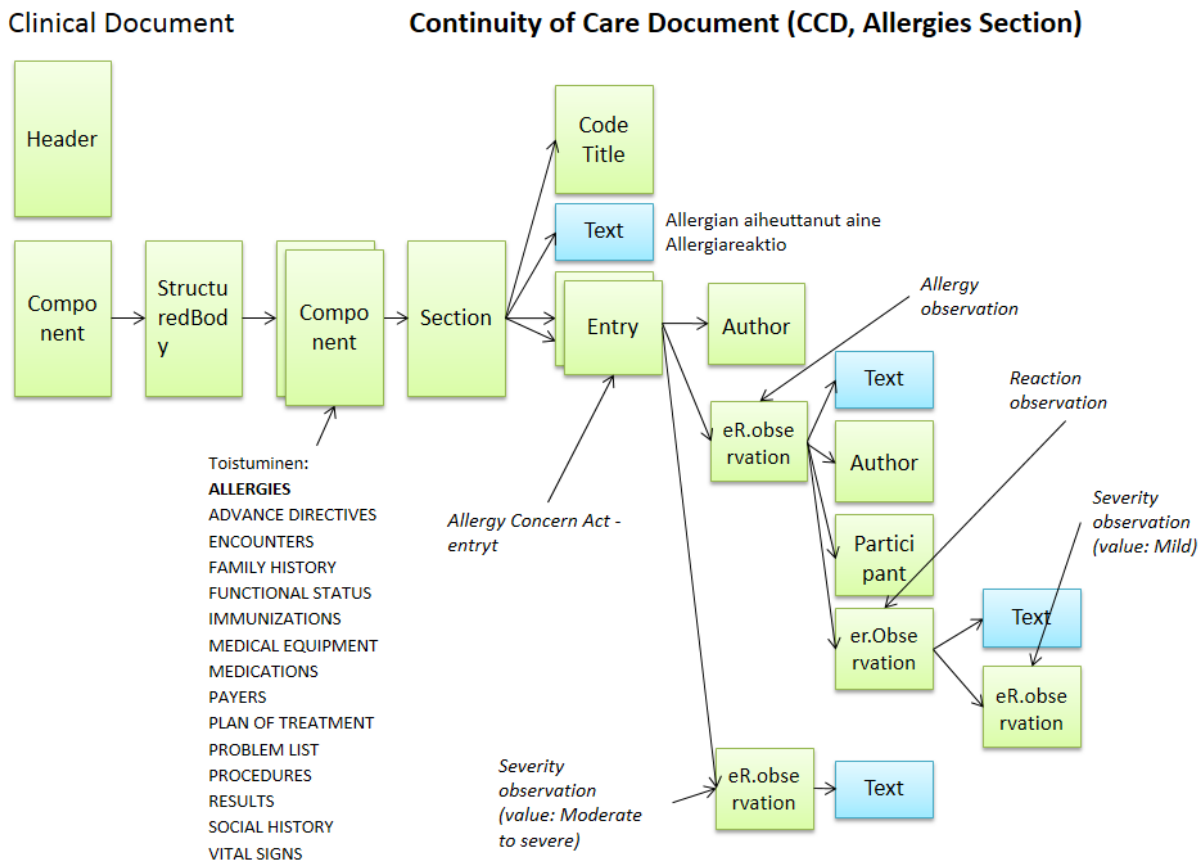 Clinical Document
Continuity of Care Document (CCD, Allergies Section)
Header
Code
Title
Text
Allergian aiheuttanut aine
Allergiareaktio
Compo
nent
Structu
redBod
y
Compo
nent
Section
Entry
Author
Allergy
observation
eR.obse
rvation
Text
Author
Partici
pant
er.Obse
rvation
Reaction
observation
Severity
observation
(value: Mild)
Text
eR.obse
rvation
Toistuminen:
ALLERGIES
ADVANCE DIRECTIVES
ENCOUNTERS
FAMILY HISTORY
FUNCTIONAL STATUS
IMMUNIZATIONS
MEDICAL EQUIPMENT
MEDICATIONS
PAYERS
PLAN OF TREATMENT
PROBLEM LIST
PROCEDURES
RESULTS
SOCIAL HISTORY
VITAL SIGNS
Allergy Concern Act -
entryt
Severity
observation
(value: Moderate
to severe)
eR.obse
rvation
Text